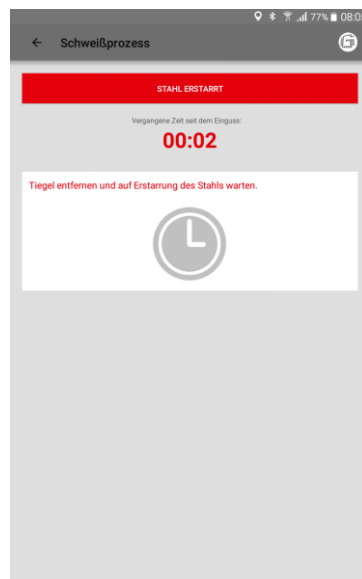 77% 08:09
Schweißprozess
STAHL ERSTARRT
Vergangene Zeit seit dem Einguss:
00:02
Tiegel entfernen und auf Erstarrung des Stahls warten.